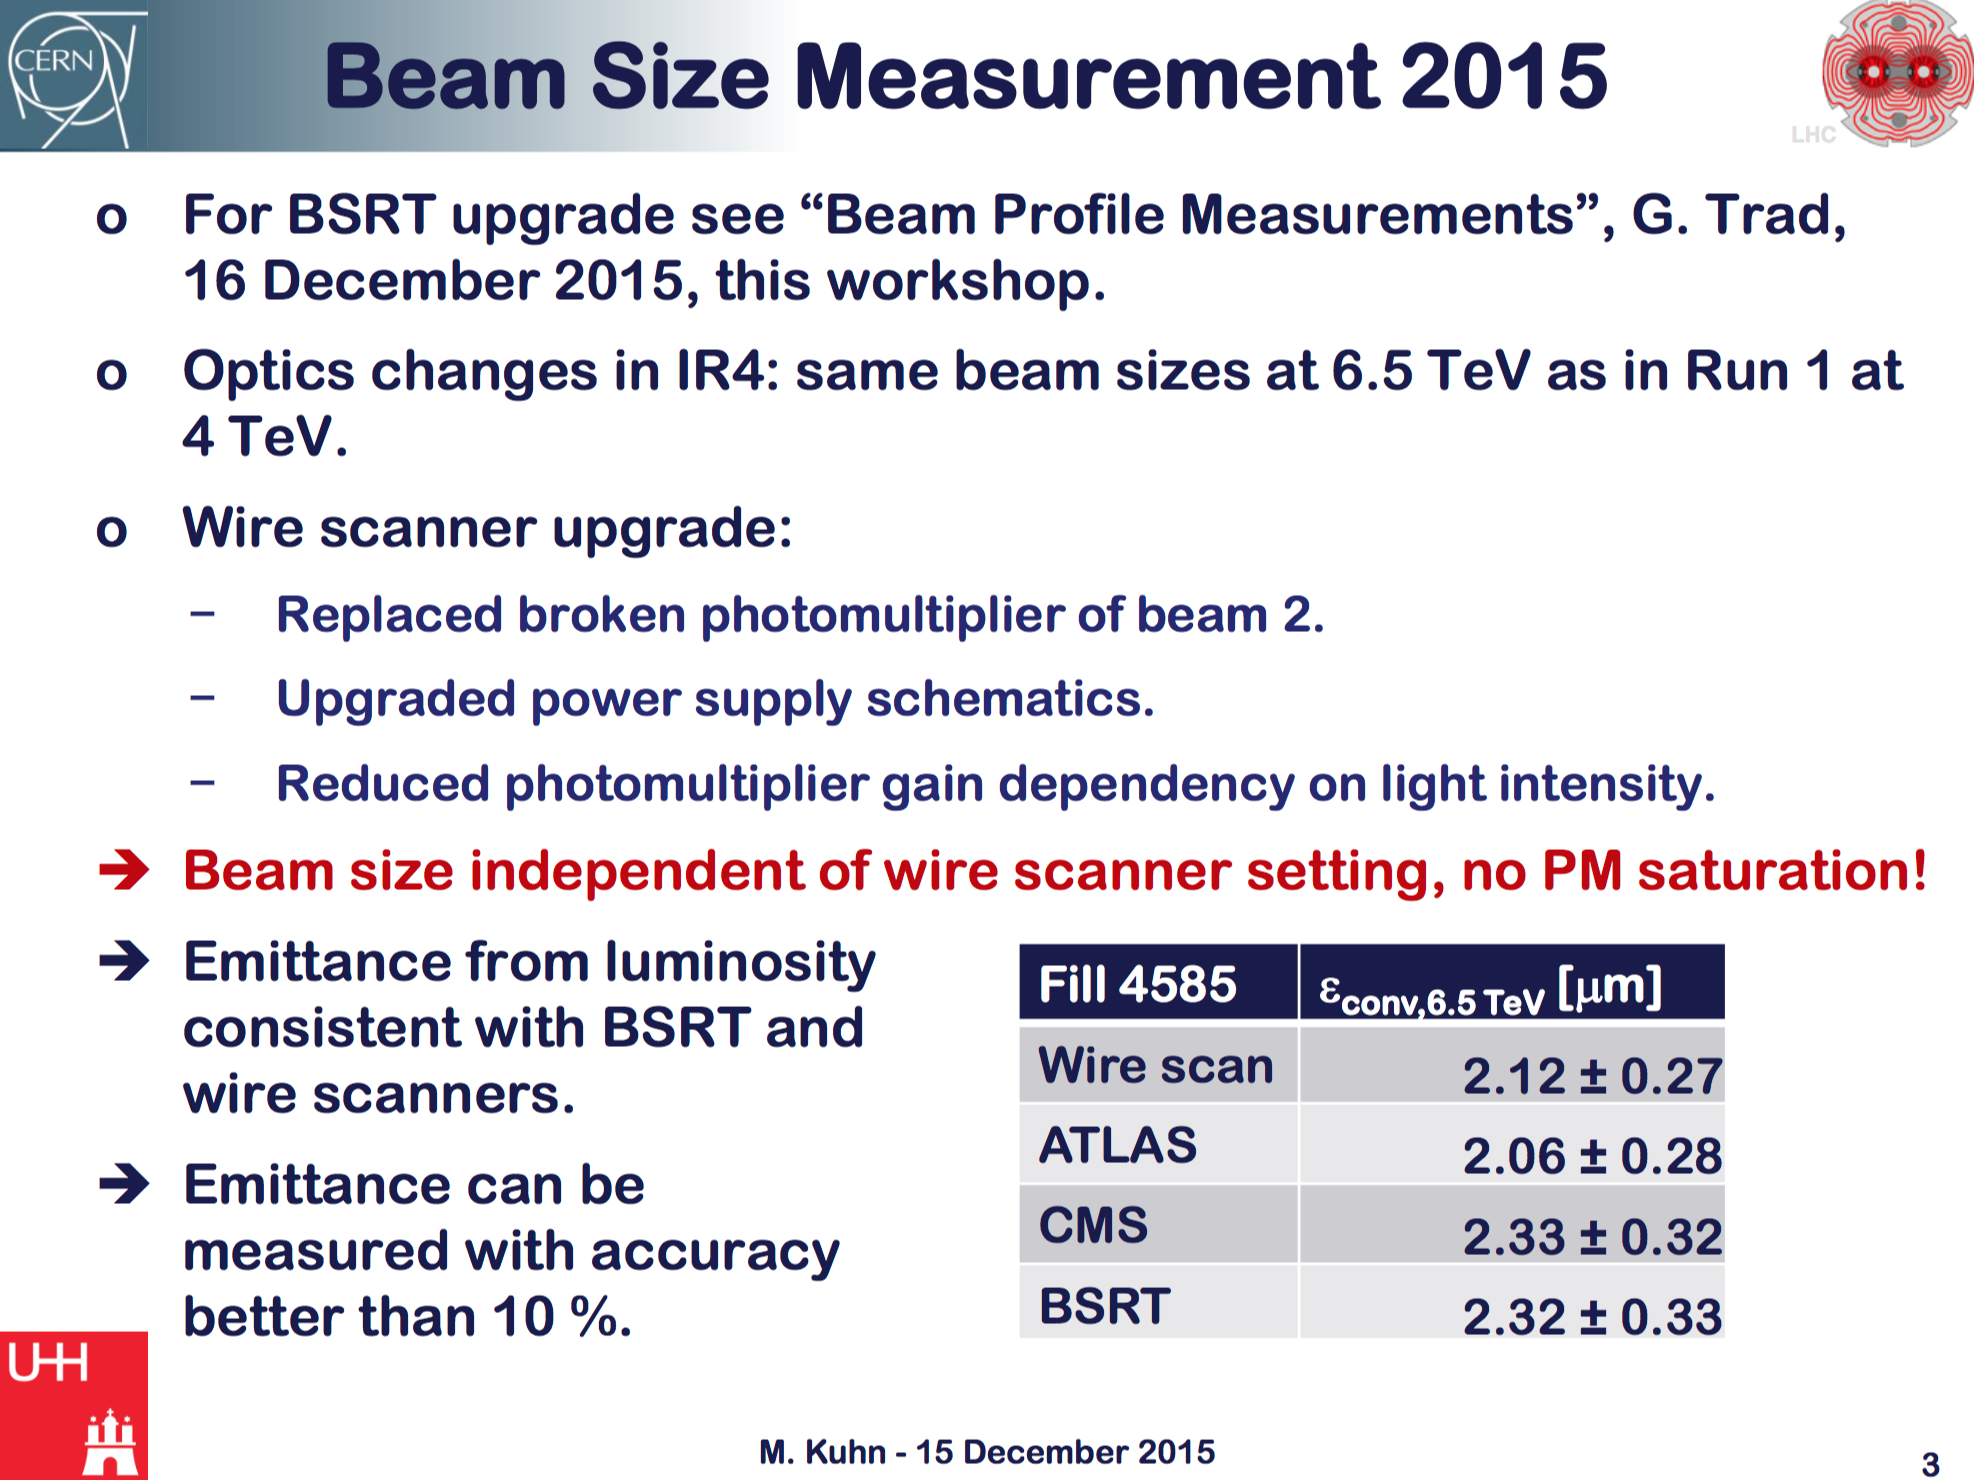 CERN
Beam Size Measurement 2015
LHC
o For BSRT upgrade see “Beam Profile Measurements”, G. Trad,
16 December 2015, this workshop.
o Optics changes in IR4: same beam sizes at 6.5 TeV as in Run 1 at
4 TeV.
o Wire scanner upgrade:
− Replaced broken photomultiplier of beam 2.
− Upgraded power supply schematics.
− Reduced photomultiplier gain dependency on light intensity.
➔ Beam size independent of wire scanner setting, no PM saturation!
➔ Emittance from luminosity
consistent with BSRT and
wire scanners.
➔ Emittance can be
measured with accuracy
better than 10 %.
Fill 4585 εconv,6.5 TeV [μm]
Wire scan 2.12 ± 0.27
ATLAS 2.06 ± 0.28
CMS 2.33 ± 0.32
BSRT 2.32 ± 0.33
UHH
M. Kuhn - 15 December 2015
3